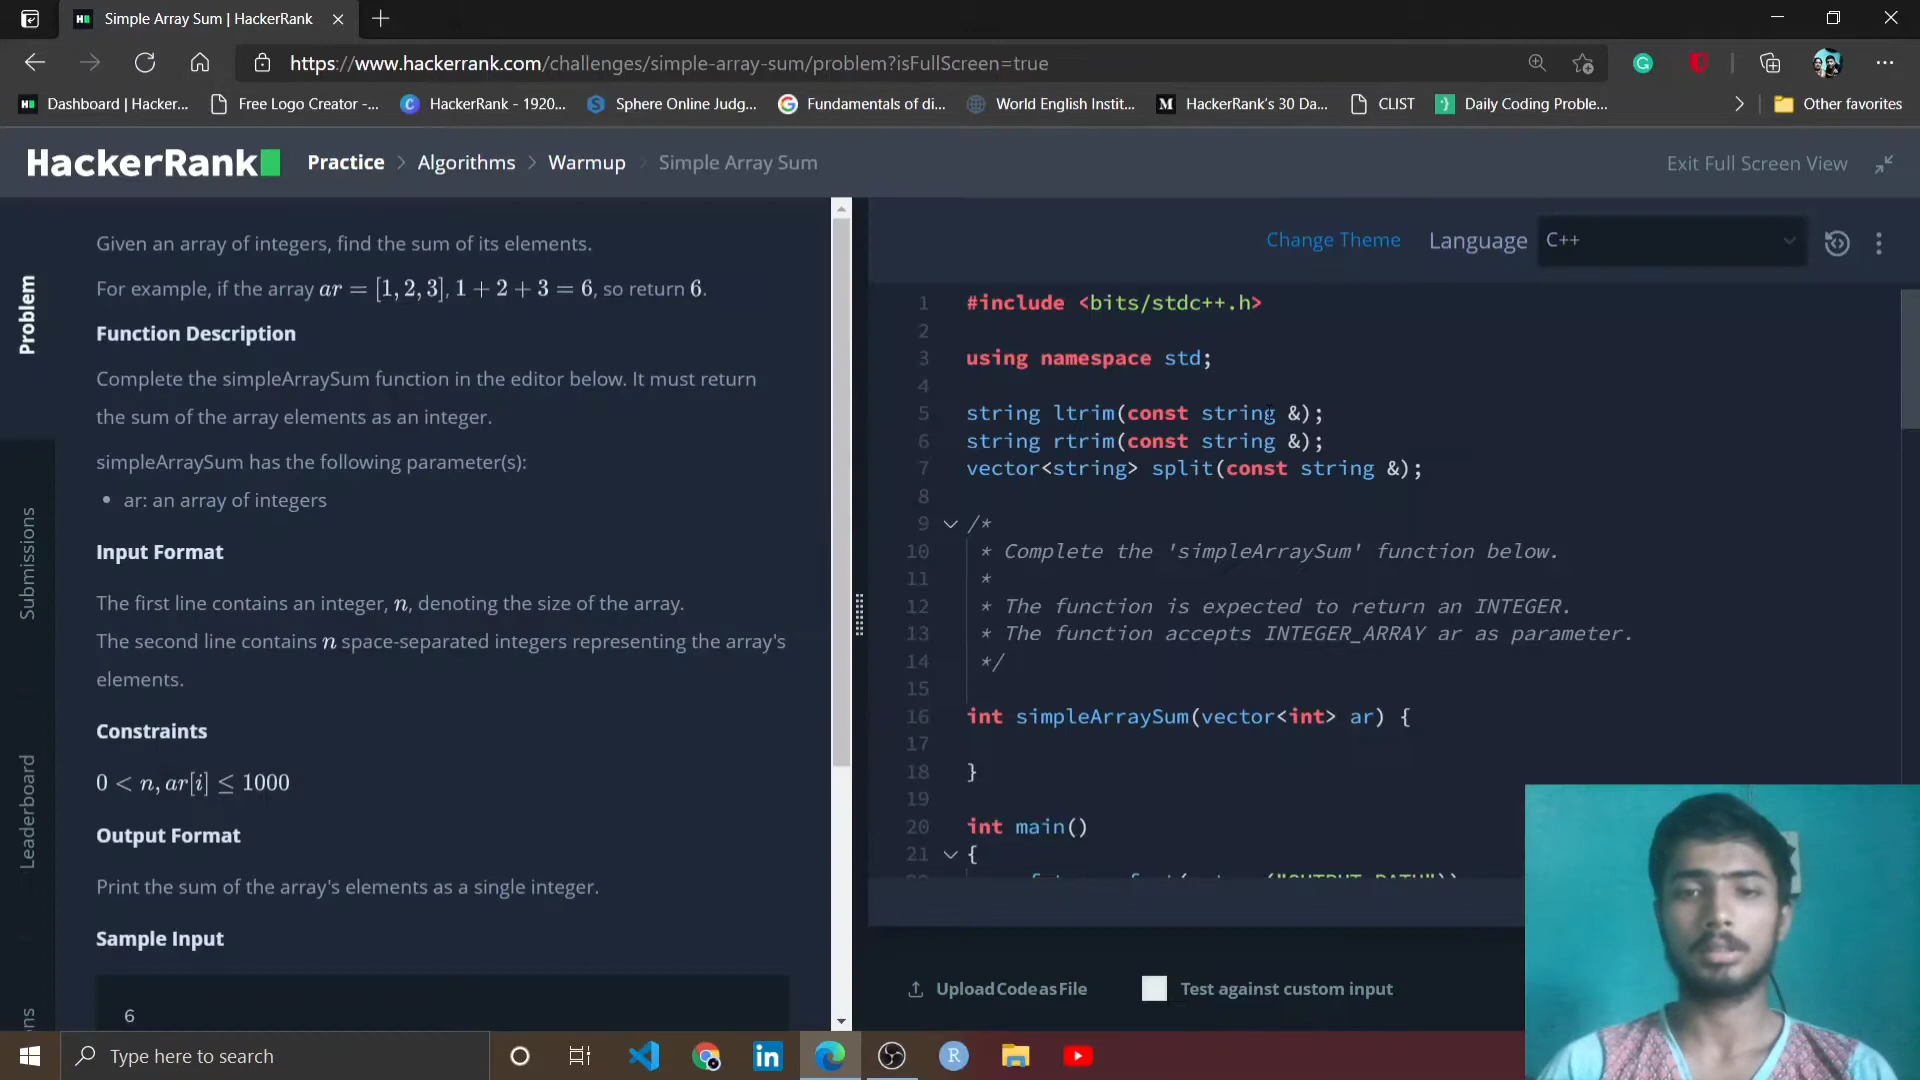 Simple Array Sum | HackerRank
https://www.hackerrank.com/challenges/simple-array-sum/problem?isFullScreen=true
Dashboard | Hacker...
Free Logo Creator -...
HackerRank - 1920...
Sphere Online Judg...
Fundamentals of di...
World English Instit...
HackerRank's 30 Da...
CLIST
Daily Coding Proble...
Other favorites
HackerRank
Practice > Algorithms > Warmup > Simple Array Sum
Exit Full Screen View
Problem
Submissions
Leaderboard
Given an array of integers, find the sum of its elements.
For example, if the array ar = [1, 2, 3], 1 + 2 + 3 = 6, so return 6.
Function Description
Complete the simpleArraySum function in the editor below. It must return
the sum of the array elements as an integer.
simpleArraySum has the following parameter(s):
• ar: an array of integers
Input Format
The first line contains an integer, n, denoting the size of the array.
The second line contains n space-separated integers representing the array's
elements.
Constraints
0 < n, ar[i] ≤ 1000
Output Format
Print the sum of the array's elements as a single integer.
Sample Input
6
Change Theme
Language
C++
1 #include <bits/stdc++.h>
2
3 using namespace std;
4
5 string ltrim(const string &);
6 string rtrim(const string &);
7 vector<string> split(const string &);
8
9 /*
10 * Complete the 'simpleArraySum' function below.
11 *
12 * The function is expected to return an INTEGER.
13 * The function accepts INTEGER_ARRAY ar as parameter.
14 */
15
16 int simpleArraySum(vector<int> ar) {
17
18 }
19
20 int main()
21 {
Upload Code as File
Test against custom input
Type here to search